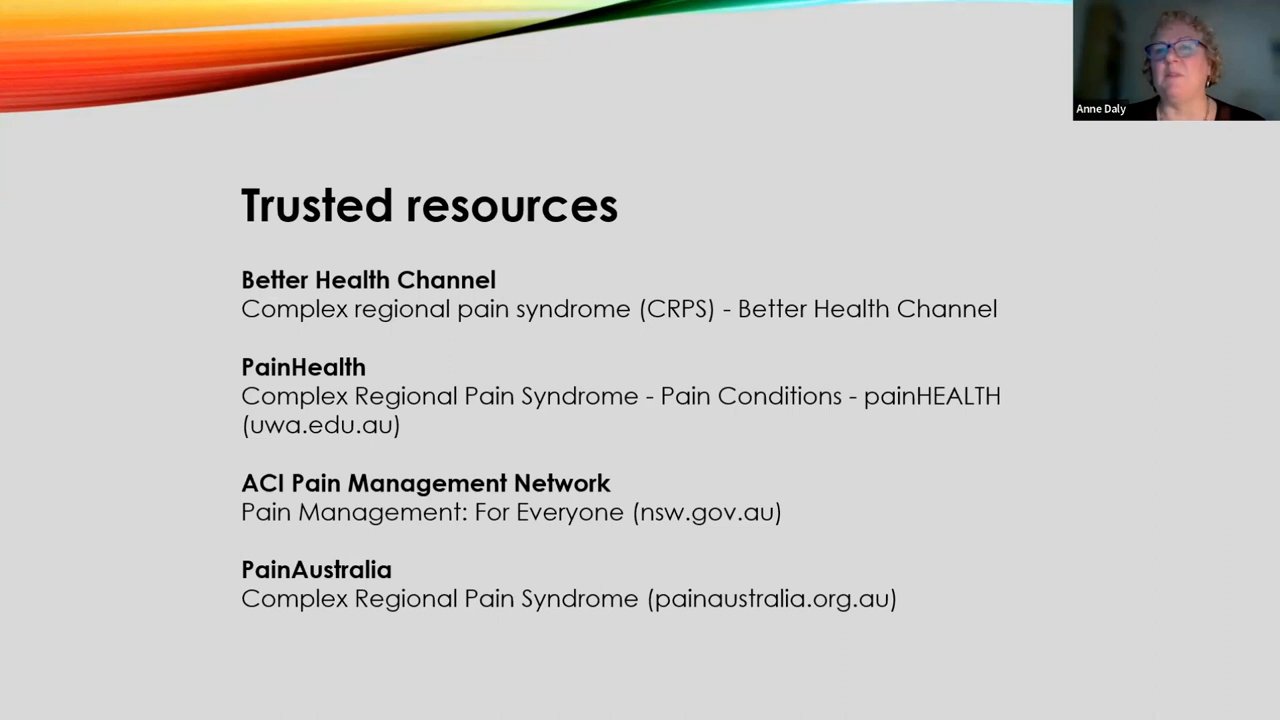 Anne Daly
Trusted resources
Better Health Channel
Complex regional pain syndrome (CRPS) - Better Health Channel
PainHealth
Complex Regional Pain Syndrome - Pain Conditions - painHEALTH
(uwa.edu.au)
ACI Pain Management Network
Pain Management: For Everyone (nsw.gov.au)
PainAustralia
Complex Regional Pain Syndrome (painaustralia.org.au)